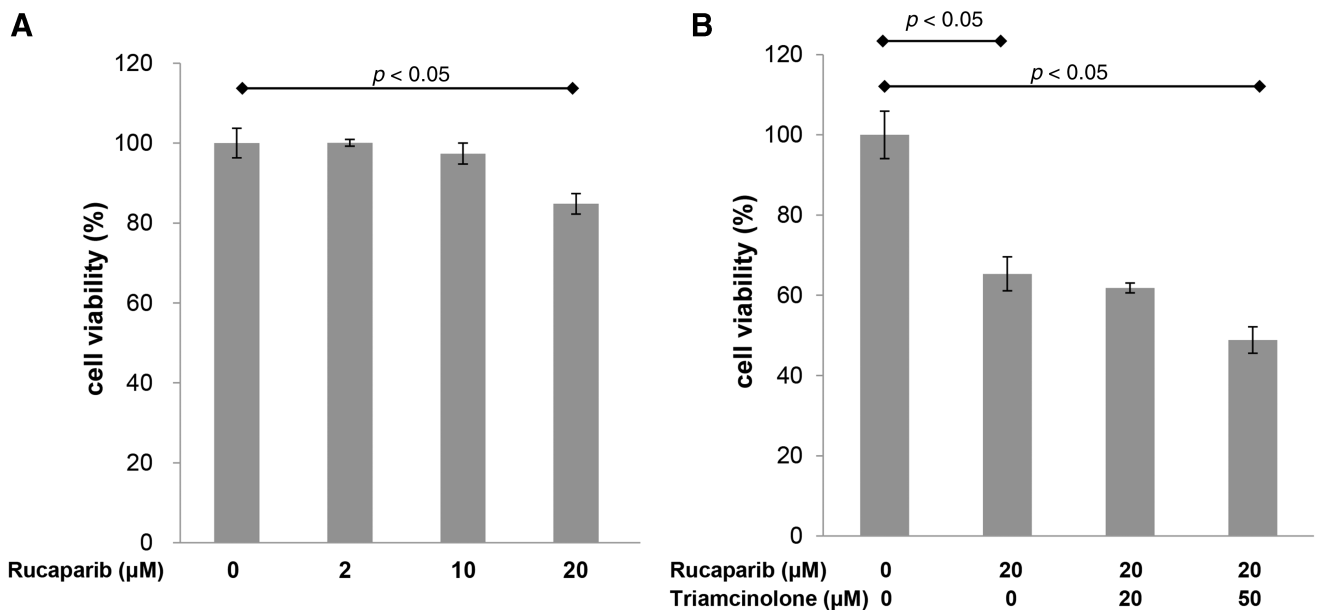 A
p < 0.05
120
100
80
60
40
20
0
cell viability (%)
Rucaparib (µM) 0 2 10 20
B
p < 0.05
p < 0.05
120
100
80
60
40
20
0
cell viability (%)
Rucaparib (µM) 0 20 20 20
Triamcinolone (µM) 0 0 20 50